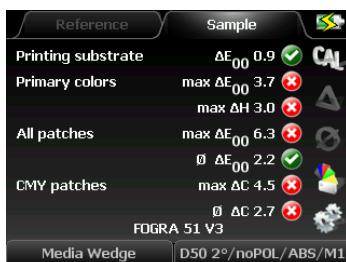 Reference Sample
Printing substrate ΔE00 0.9
CAL
Primary colors max ΔE00 3.7
max ΔH 3.0
All patches max ΔE00 6.3
Ø ΔE00 2.2
CMY patches max ΔC 4.5
Ø ΔC 2.7
FOGRA 51 V3
Media Wedge D50 2°/noPOL/ABS/M1